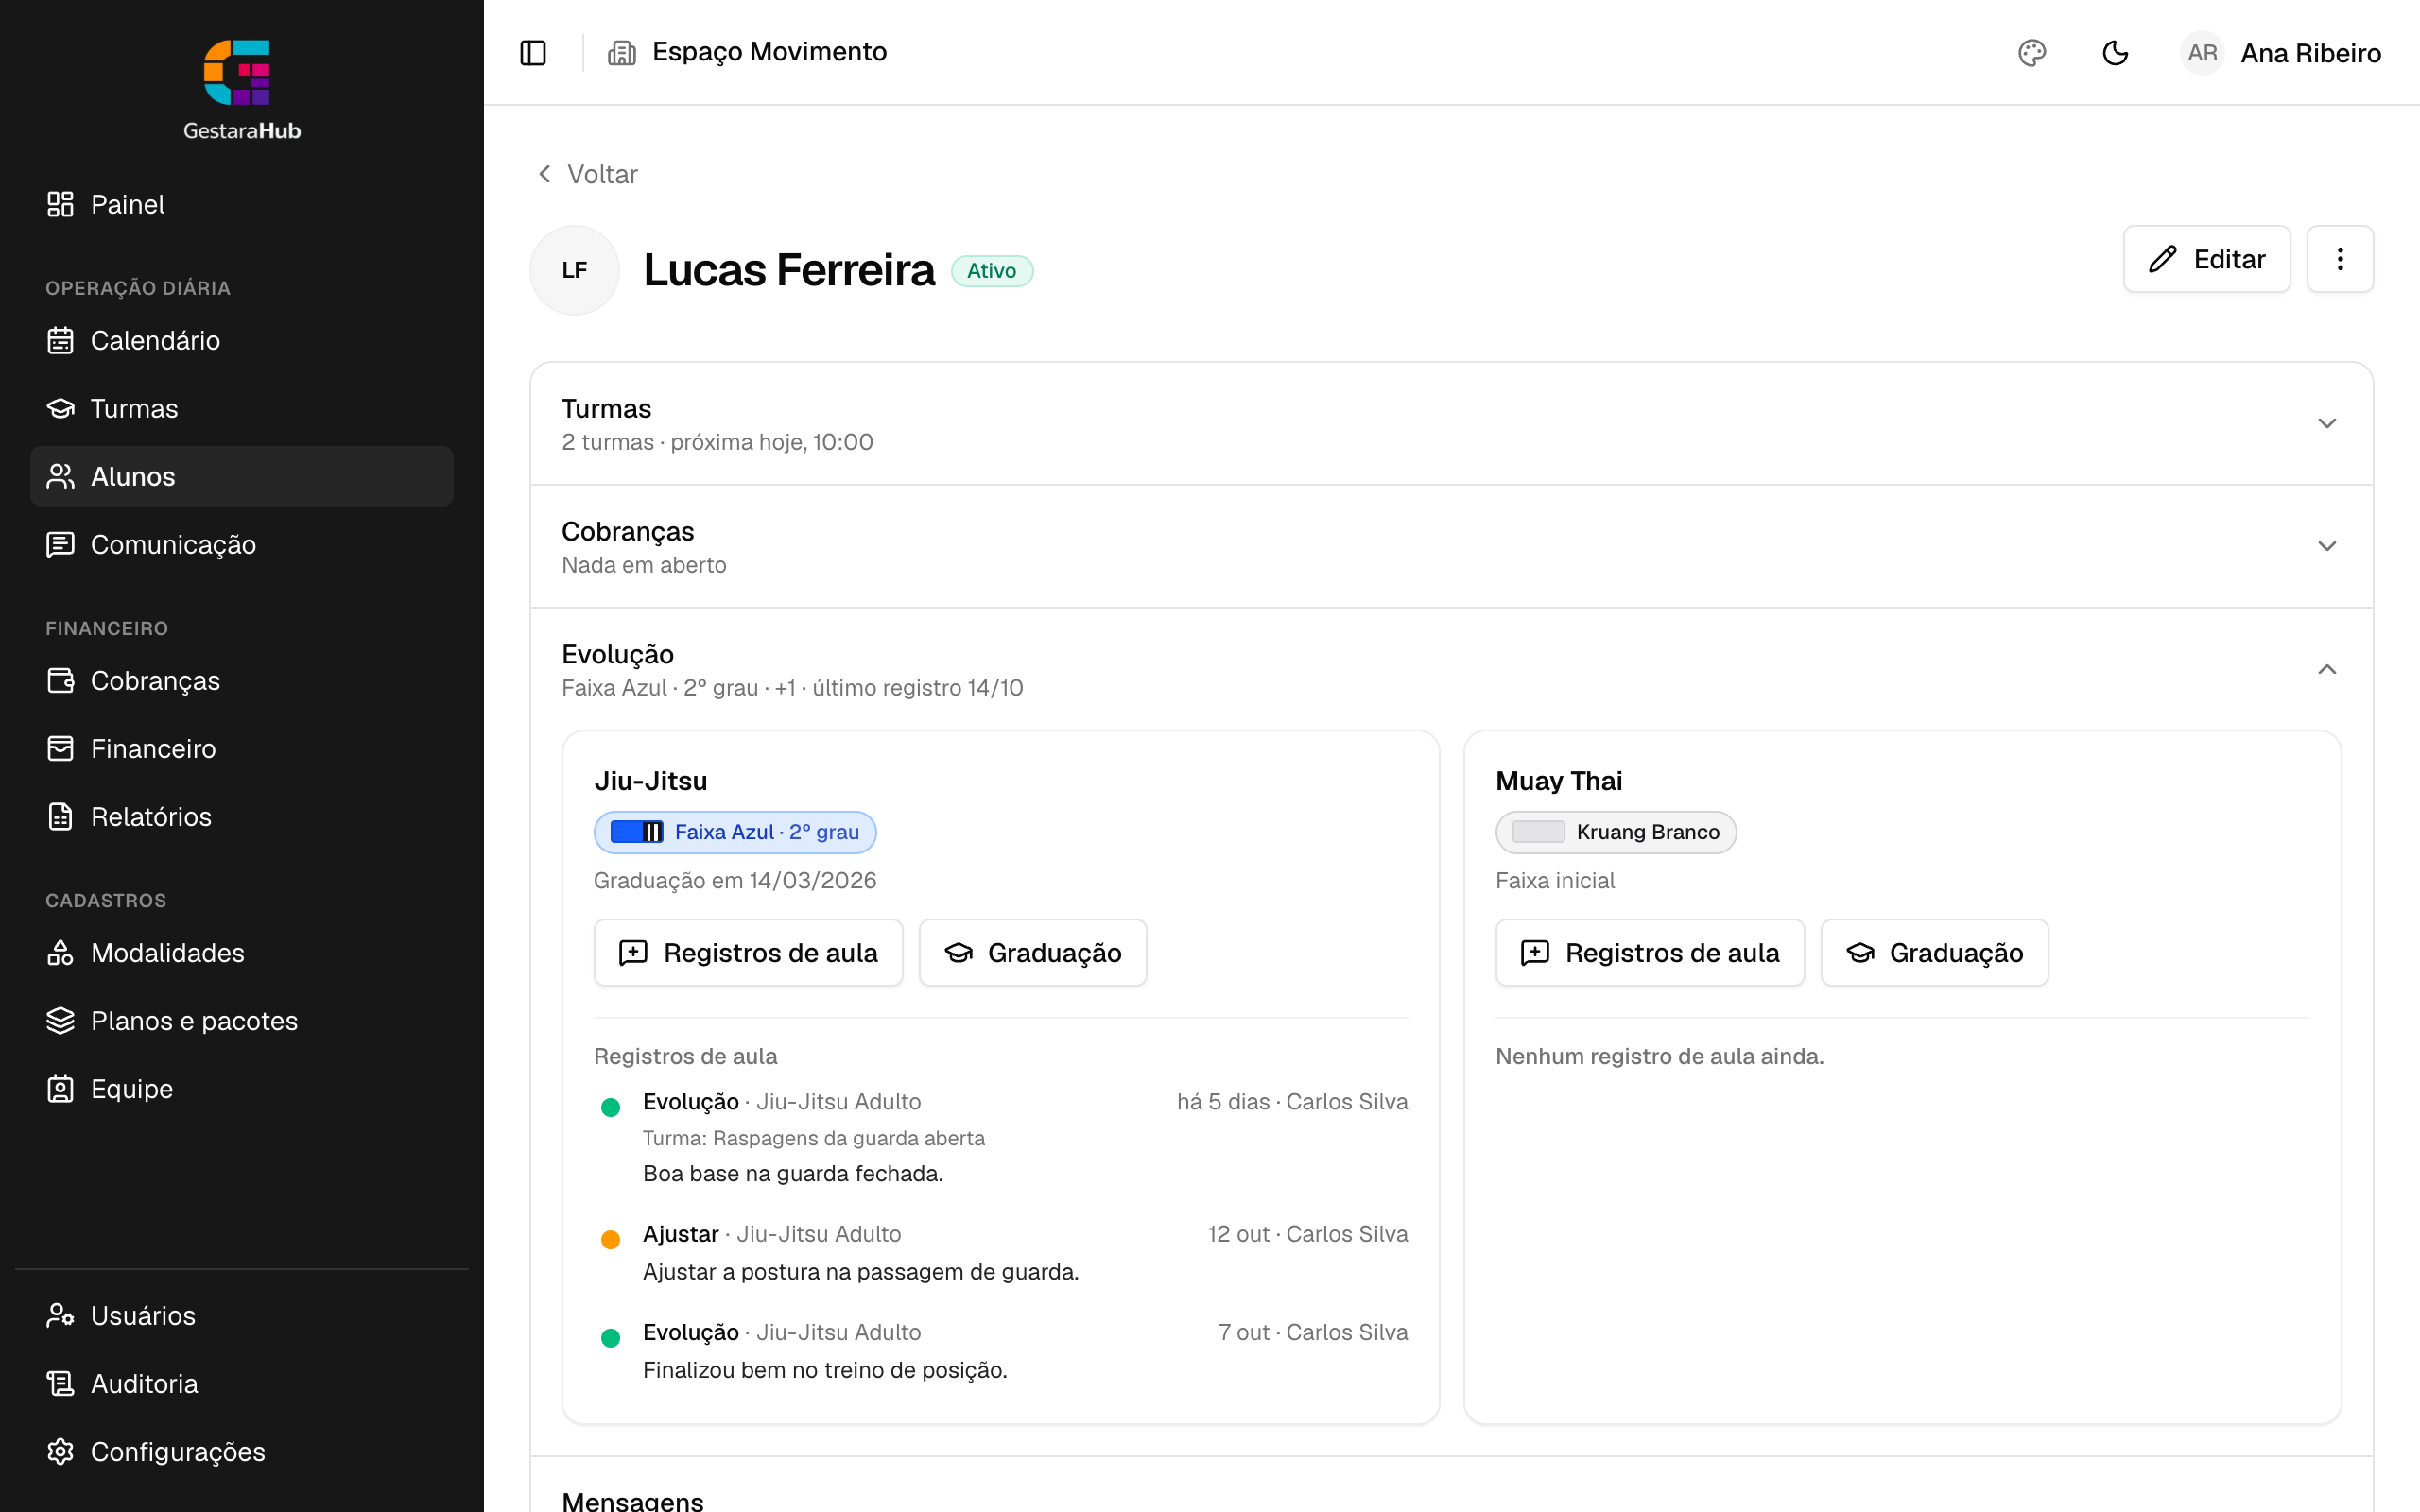 GestaraHub
Painel
OPERAÇÃO DIÁRIA
Calendário
Turmas
Alunos
Comunicação
FINANCEIRO
Cobranças
Financeiro
Relatórios
CADASTROS
Modalidades
Planos e pacotes
Equipe
Usuários
Auditoria
Configurações
Espaço Movimento
AR Ana Ribeiro
Voltar
LF Lucas Ferreira Ativo
Editar
Turmas
2 turmas · próxima hoje, 10:00
Cobranças
Nada em aberto
Evolução
Faixa Azul · 2º grau · +1 · último registro 14/10
Jiu-Jitsu
Faixa Azul · 2º grau
Graduação em 14/03/2026
Registros de aula Graduação
Registros de aula
Evolução · Jiu-Jitsu Adulto há 5 dias · Carlos Silva
Turma: Raspagens da guarda aberta
Boa base na guarda fechada.
Ajustar · Jiu-Jitsu Adulto 12 out · Carlos Silva
Ajustar a postura na passagem de guarda.
Evolução · Jiu-Jitsu Adulto 7 out · Carlos Silva
Finalizou bem no treino de posição.
Muay Thai
Kruang Branco
Faixa inicial
Registros de aula Graduação
Nenhum registro de aula ainda.
Mensagens